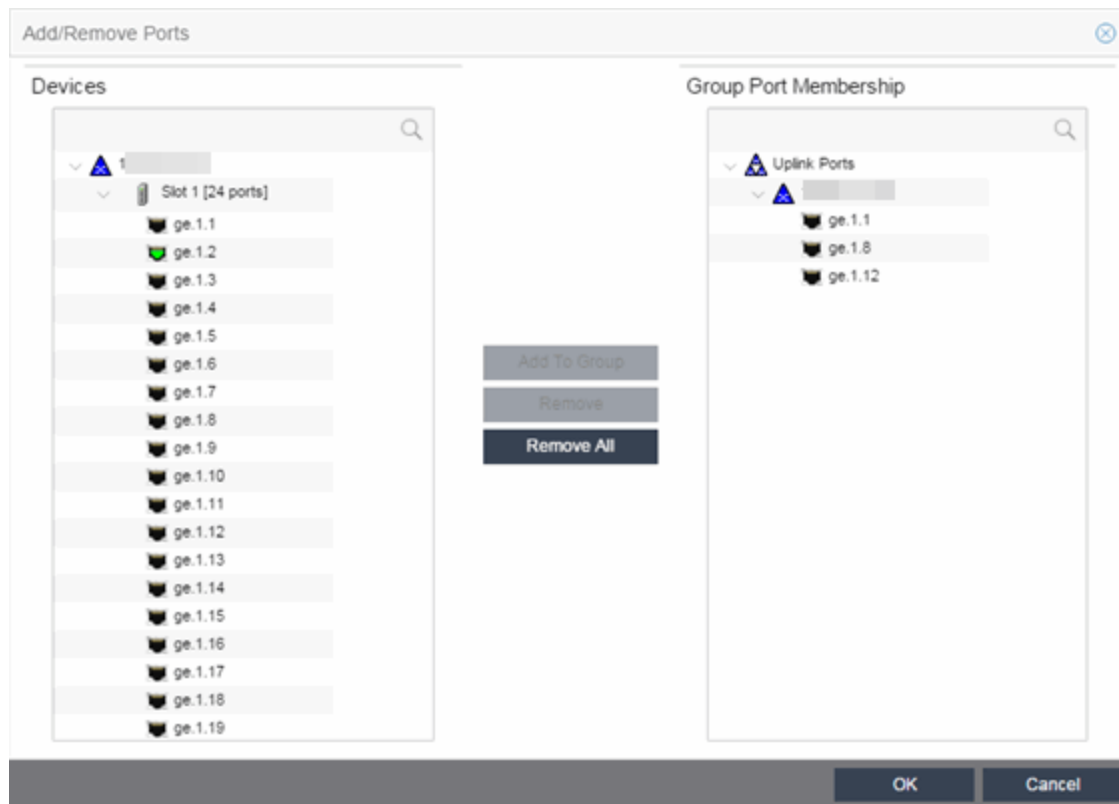 Add/Remove Ports
Devices
Slot 1 [24 ports]
ge.1.1
ge.1.2
ge.1.3
ge.1.4
ge.1.5
ge.1.6
ge.1.7
ge.1.8
ge.1.9
ge.1.10
ge.1.11
ge.1.12
ge.1.13
ge.1.14
ge.1.15
ge.1.16
ge.1.17
ge.1.18
ge.1.19
Add To Group
Remove
Remove All
Group Port Membership
Uplink Ports
ge.1.1
ge.1.8
ge.1.12
OK
Cancel